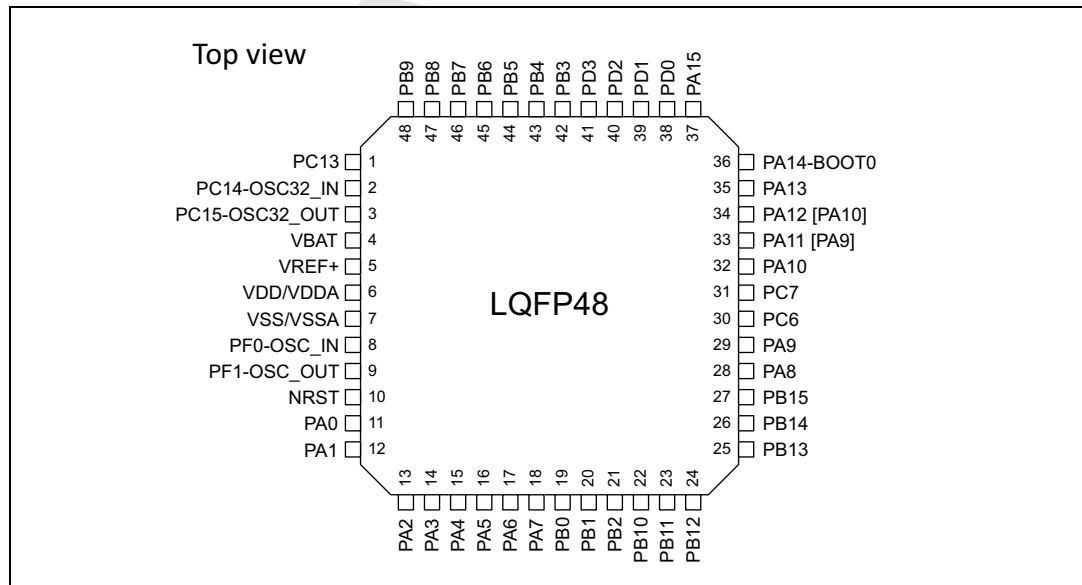 Top view
PB9
PB8
PB7
PB6
PB5
PB4
PB3
PD3
PD2
PD1
PD0
PA15
48
47
46
45
44
43
42
41
40
39
38
37
PC13 1
PC14-OSC32_IN 2
PC15-OSC32_OUT 3
VBAT 4
VREF+ 5
VDD/VDDA 6
VSS/VSSA 7
PF0-OSC_IN 8
PF1-OSC_OUT 9
NRST 10
PA0 11
PA1 12
LQFP48
36 PA14-BOOT0
35 PA13
34 PA12 [PA10]
33 PA11 [PA9]
32 PA10
31 PC7
30 PC6
29 PA9
28 PA8
27 PB15
26 PB14
25 PB13
13
14
15
16
17
18
19
20
21
22
23
24
PA2
PA3
PA4
PA5
PA6
PA7
PB0
PB1
PB2
PB10
PB11
PB12